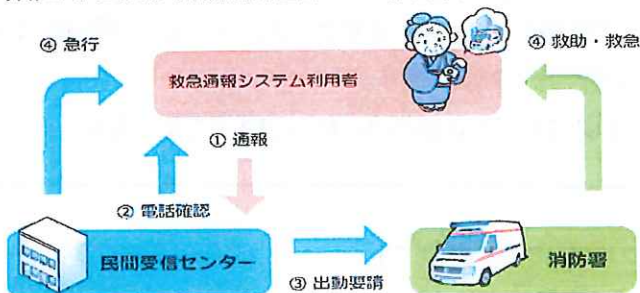 ④ 急行
④ 救助・救急
救急通報システム利用者
① 通報
② 電話確認
民間受信センター
③ 出動要請
消防署